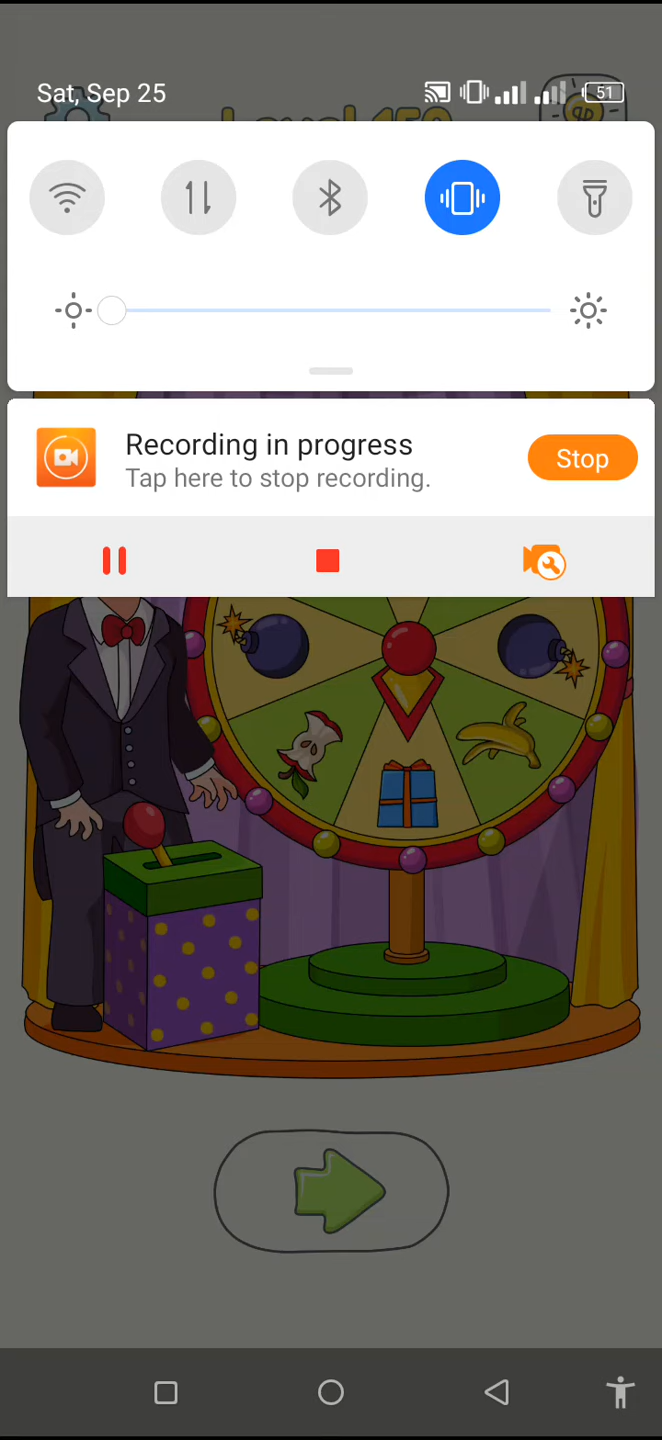 Sat, Sep 25
51
Recording in progress
Tap here to stop recording.
Stop